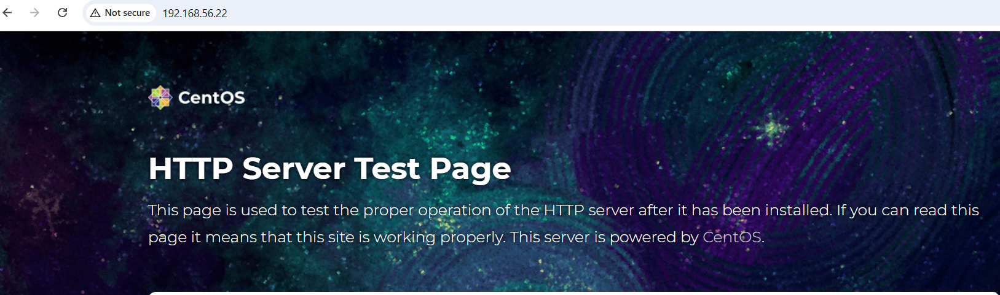 Not secure 192.168.56.22
CentOS
HTTP Server Test Page
This page is used to test the proper operation of the HTTP server after it has been installed. If you can read this
page it means that this site is working properly. This server is powered by CentOS.